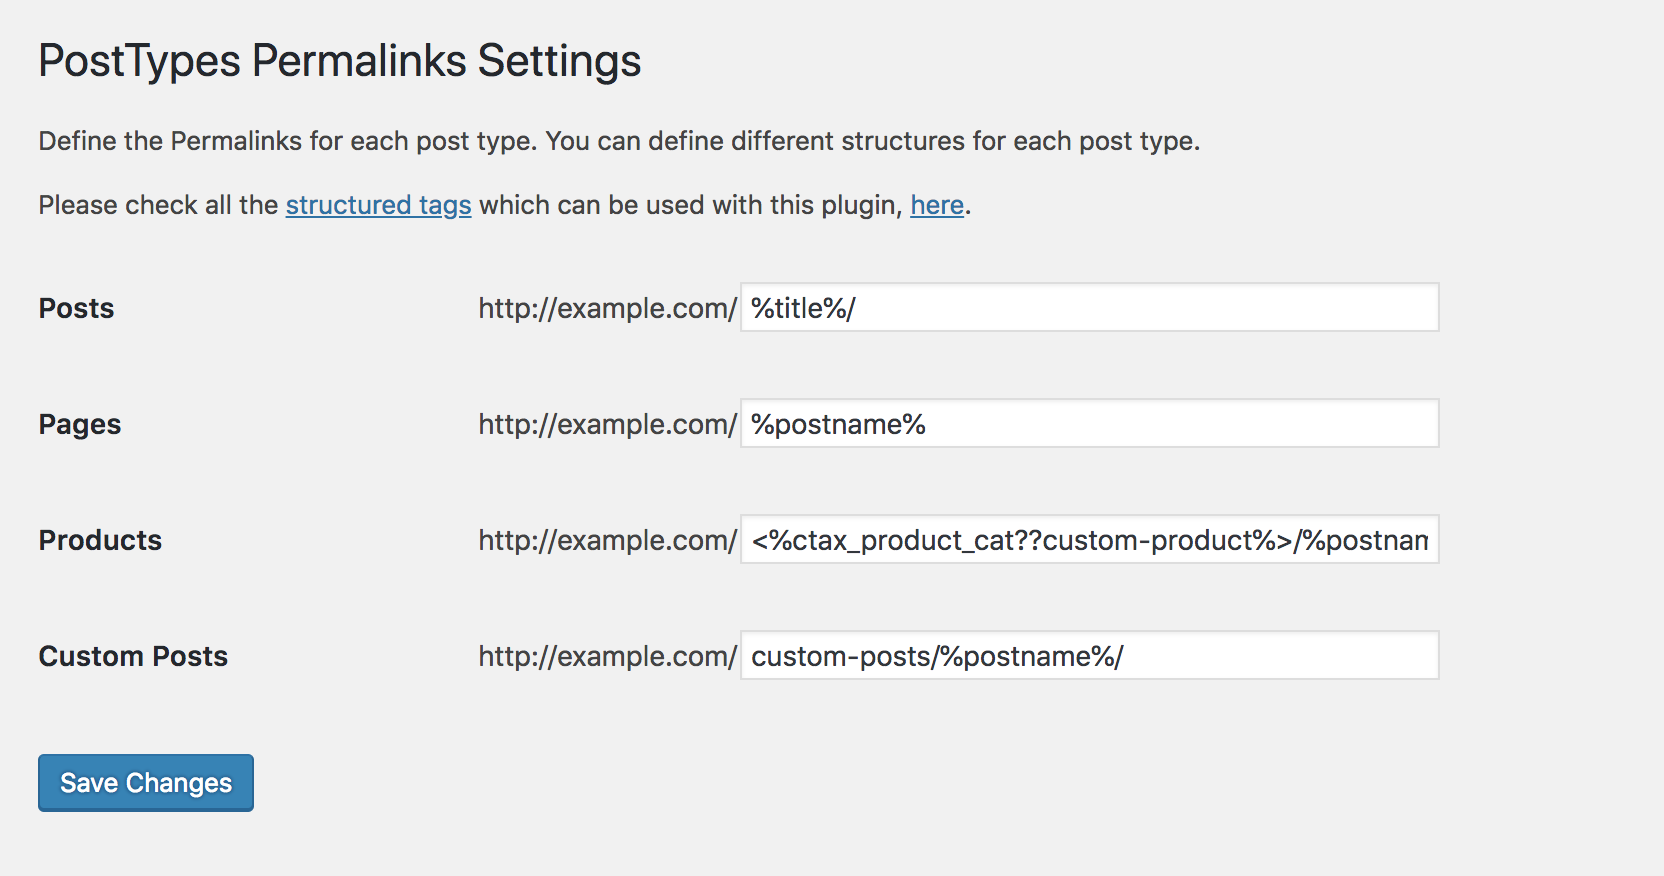 PostTypes Permalinks Settings
Define the Permalinks for each post type. You can define different structures for each post type.
Please check all the structured tags which can be used with this plugin, here.
Posts http://example.com/ %title%/
Pages http://example.com/ %postname%
Products http://example.com/ <%ctax_product_cat??custom-product%>/%postnam
Custom Posts http://example.com/ custom-posts/%postname%/
Save Changes